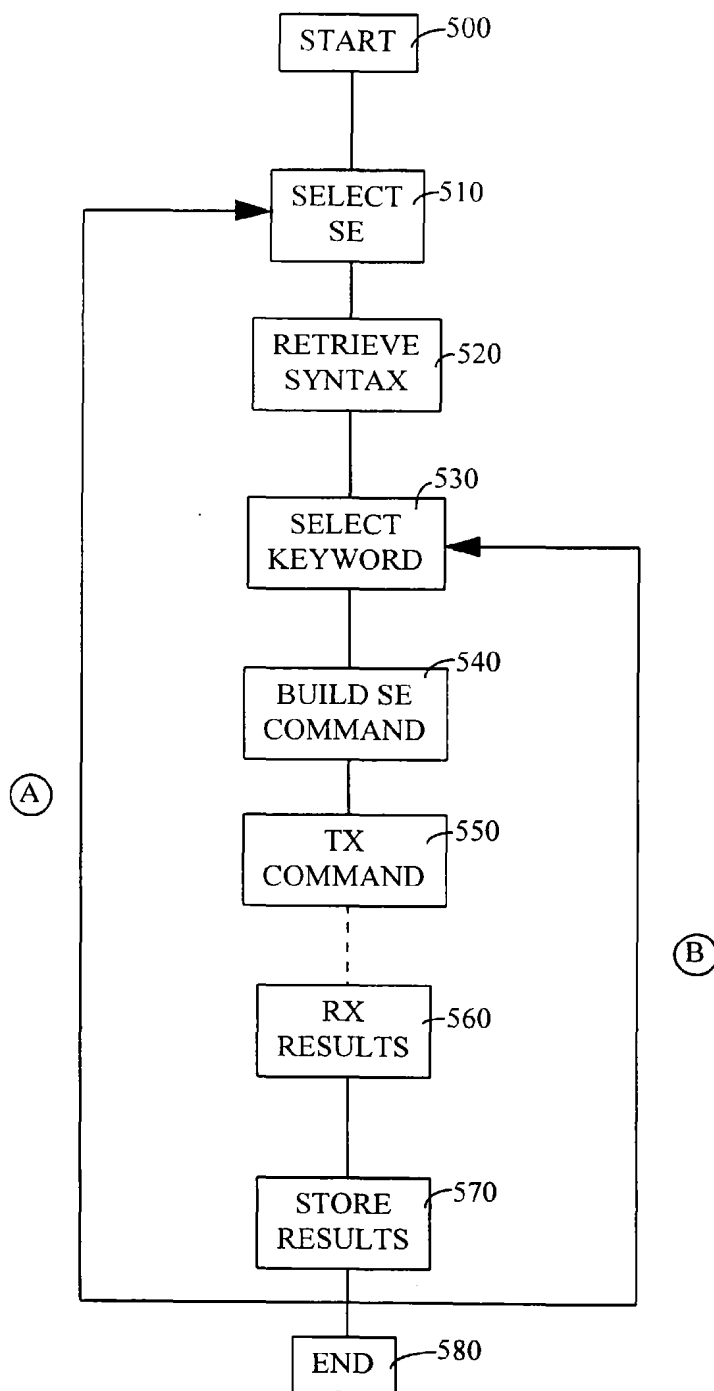 START
500
SELECT
SE
510
RETRIEVE
SYNTAX
520
530
SELECT
KEYWORD
540
BUILD SE
COMMAND
A
550
TX
COMMAND
B
560
RX
RESULTS
570
STORE
RESULTS
END
580